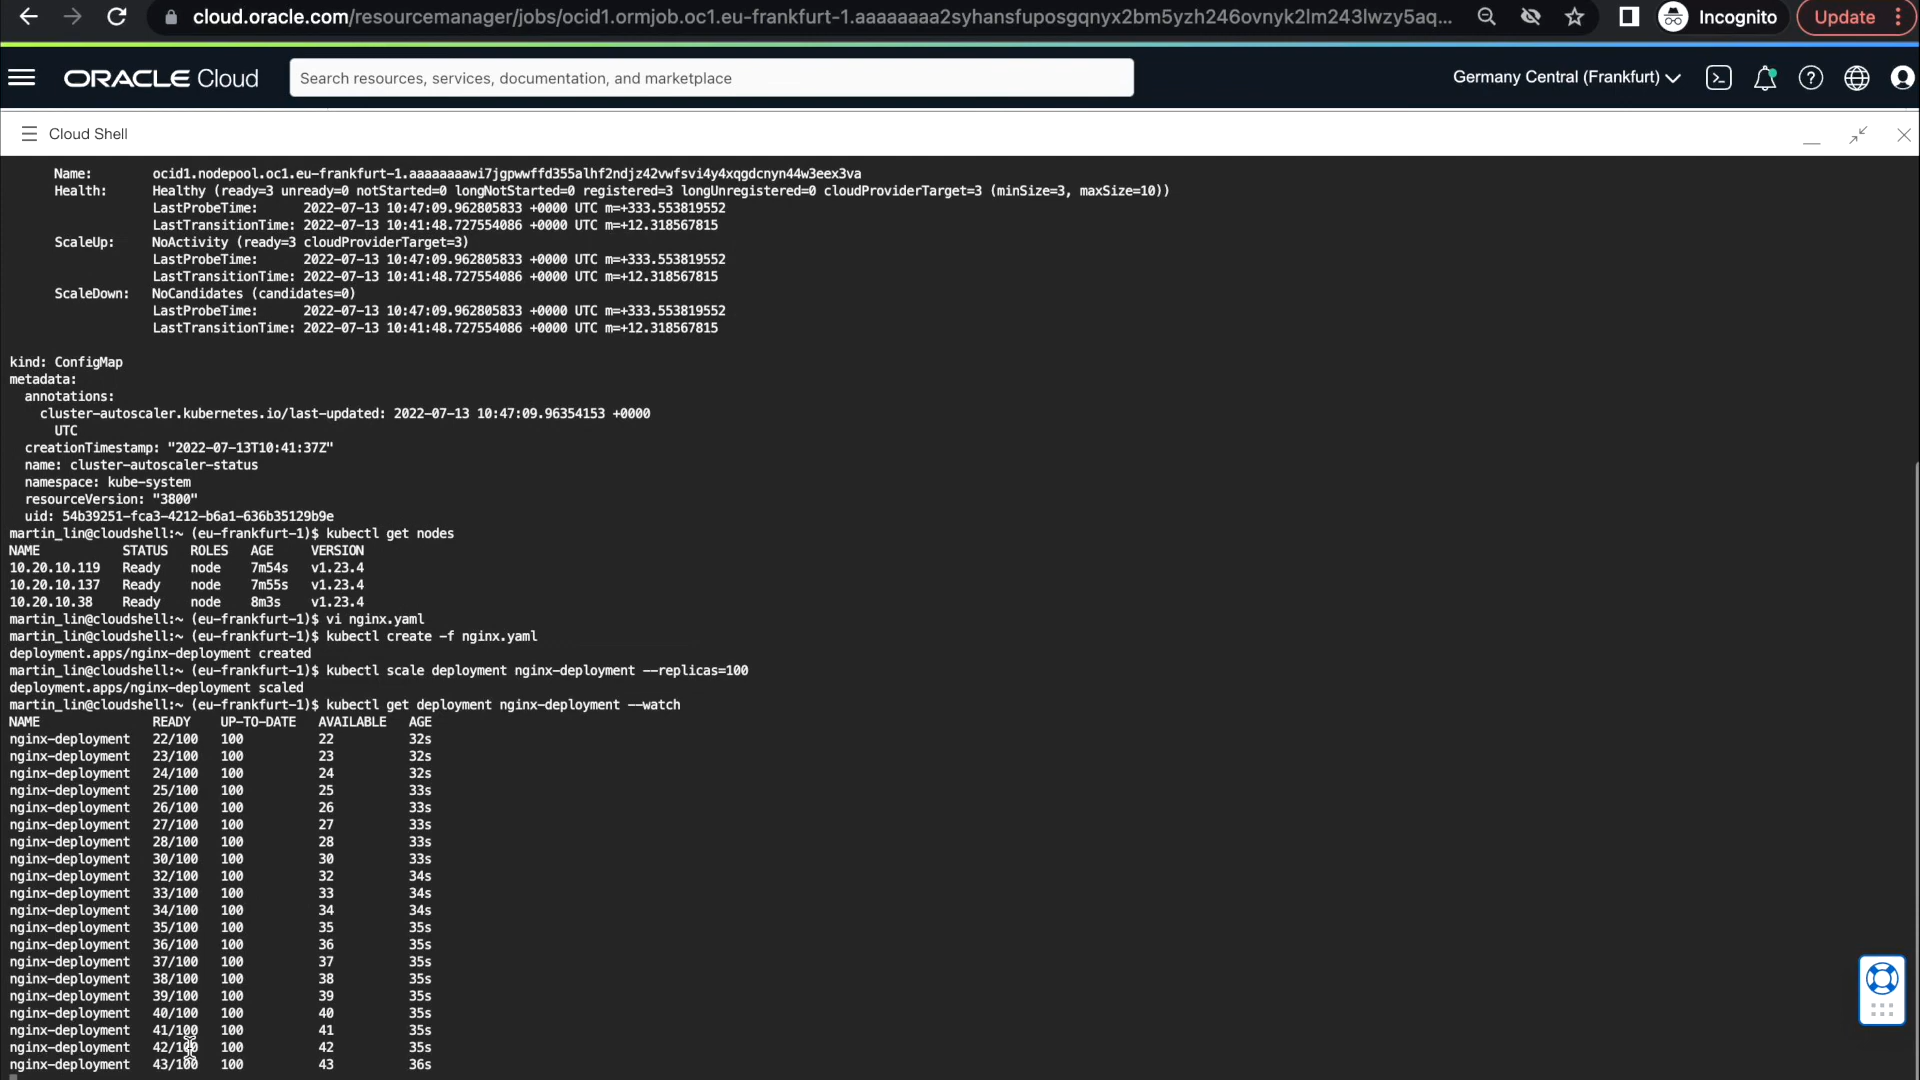 cloud.oracle.com/resourcemanager/jobs/ocid1.ormjob.oc1.eu-frankfurt-1.aaaaaaaa2syhansfuposgqnyx2bm5yzh246ovnyk2lm243lwzy5aq... Incognito Update
ORACLE Cloud Search resources, services, documentation, and marketplace Germany Central (Frankfurt)
Cloud Shell
Name: ocid1.nodepool.oc1.eu-frankfurt-1.aaaaaaaawi7jgpwwffd355alhf2ndjz42vwfsvi4y4xqgdcnyn44w3eex3va
Health: Healthy (ready=3 unready=0 notStarted=0 longNotStarted=0 registered=3 longUnregistered=0 cloudProviderTarget=3 (minSize=3, maxSize=10))
LastProbeTime: 2022-07-13 10:47:09.962805833 +0000 UTC m=+333.553819552
LastTransitionTime: 2022-07-13 10:41:48.727554086 +0000 UTC m=+12.318567815
ScaleUp: NoActivity (ready=3 cloudProviderTarget=3)
LastProbeTime: 2022-07-13 10:47:09.962805833 +0000 UTC m=+333.553819552
LastTransitionTime: 2022-07-13 10:41:48.727554086 +0000 UTC m=+12.318567815
ScaleDown: NoCandidates (candidates=0)
LastProbeTime: 2022-07-13 10:47:09.962805833 +0000 UTC m=+333.553819552
LastTransitionTime: 2022-07-13 10:41:48.727554086 +0000 UTC m=+12.318567815
kind: ConfigMap
metadata:
annotations:
cluster-autoscaler.kubernetes.io/last-updated: 2022-07-13 10:47:09.96354153 +0000
UTC
creationTimestamp: "2022-07-13T10:41:37Z"
name: cluster-autoscaler-status
namespace: kube-system
resourceVersion: "3800"
uid: 54b39251-fca3-4212-b6a1-636b35129b9e
martin_lin@cloudshell:~ (eu-frankfurt-1)$ kubectl get nodes
NAME STATUS ROLES AGE VERSION
10.20.10.119 Ready node 7m54s v1.23.4
10.20.10.137 Ready node 7m55s v1.23.4
10.20.10.38 Ready node 8m3s v1.23.4
martin_lin@cloudshell:~ (eu-frankfurt-1)$ vi nginx.yaml
martin_lin@cloudshell:~ (eu-frankfurt-1)$ kubectl create -f nginx.yaml
deployment.apps/nginx-deployment created
martin_lin@cloudshell:~ (eu-frankfurt-1)$ kubectl scale deployment nginx-deployment --replicas=100
deployment.apps/nginx-deployment scaled
martin_lin@cloudshell:~ (eu-frankfurt-1)$ kubectl get deployment nginx-deployment --watch
NAME READY UP-TO-DATE AVAILABLE AGE
nginx-deployment 22/100 100 22 32s
nginx-deployment 23/100 100 23 32s
nginx-deployment 24/100 100 24 32s
nginx-deployment 25/100 100 25 33s
nginx-deployment 26/100 100 26 33s
nginx-deployment 27/100 100 27 33s
nginx-deployment 28/100 100 28 33s
nginx-deployment 30/100 100 30 33s
nginx-deployment 32/100 100 32 34s
nginx-deployment 33/100 100 33 34s
nginx-deployment 34/100 100 34 34s
nginx-deployment 35/100 100 35 35s
nginx-deployment 36/100 100 36 35s
nginx-deployment 37/100 100 37 35s
nginx-deployment 38/100 100 38 35s
nginx-deployment 39/100 100 39 35s
nginx-deployment 40/100 100 40 35s
nginx-deployment 41/100 100 41 35s
nginx-deployment 42/100 100 42 35s
nginx-deployment 43/100 100 43 36s